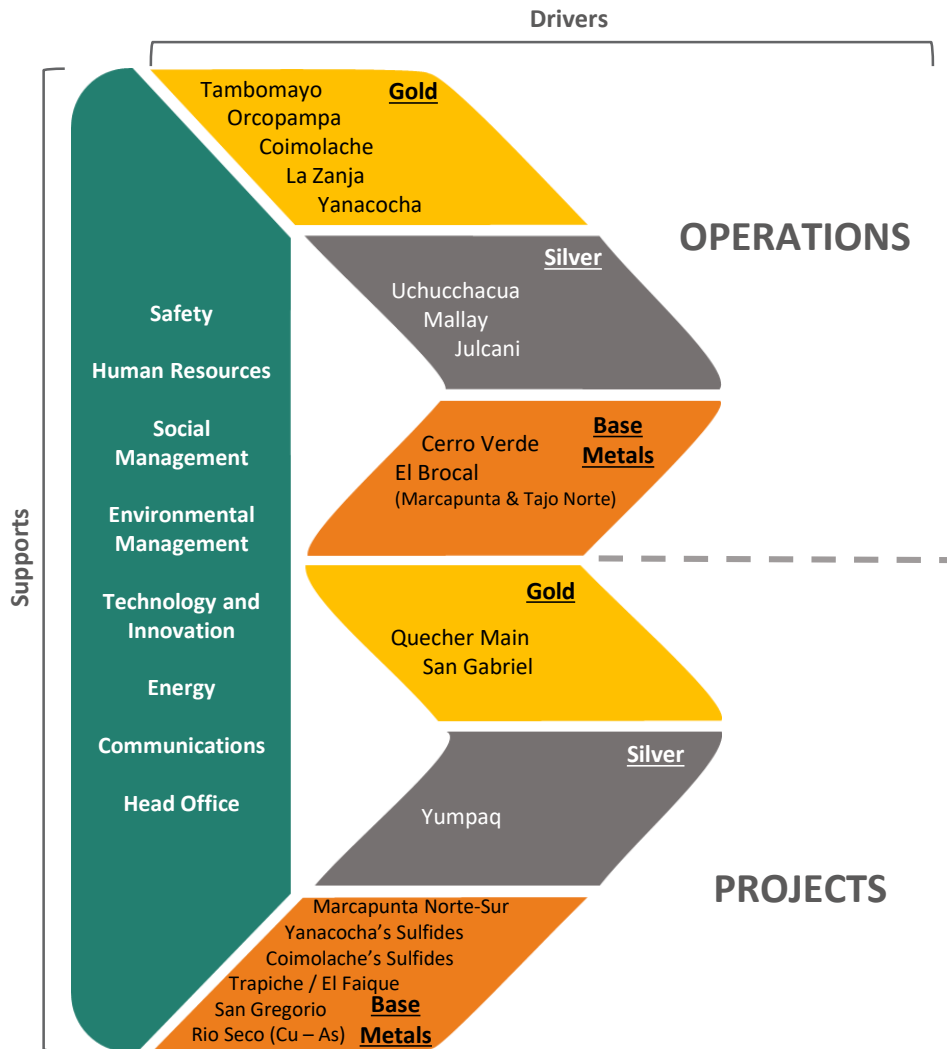 Drivers
Supports
Safety
Human Resources
Social
Management
Environmental
Management
Technology and
Innovation
Energy
Communications
Head Office
Gold
Tambomayo
Orcopampa
Coimolache
La Zanja
Yanacocha
OPERATIONS
Silver
Uchucchacua
Mallay
Julcani
Base
Metals
Cerro Verde
El Brocal
(Marcapunta & Tajo Norte)
Gold
Quecher Main
San Gabriel
Silver
Yumpaq
PROJECTS
Marcapunta Norte-Sur
Yanacocha’s Sulfides
Coimolache’s Sulfides
Trapiche / El Faique
San Gregorio
Rio Seco (Cu – As)
Base
Metals